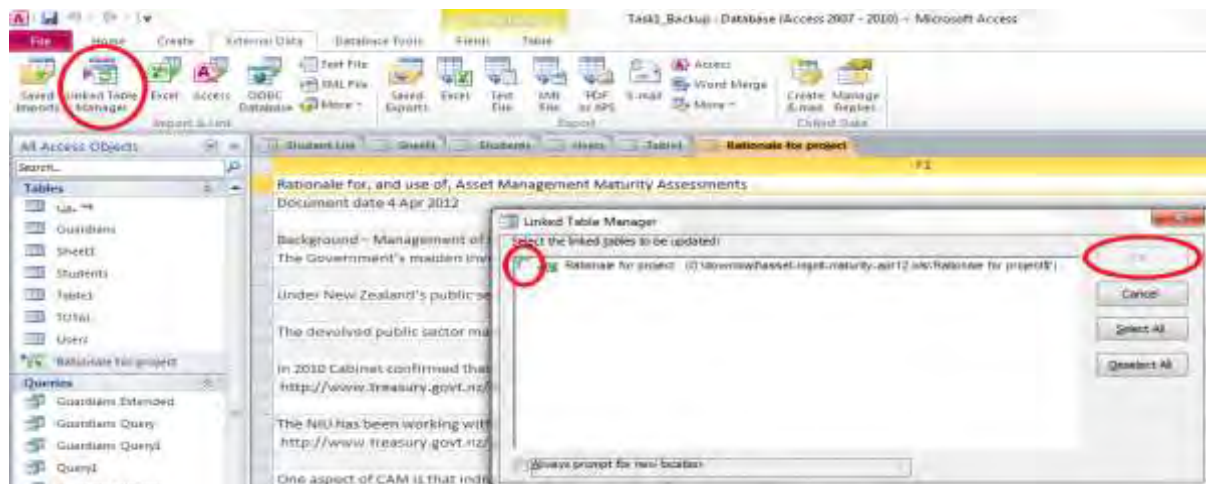 Task1_Backup : Database (Access 2007 - 2010) - Microsoft Access
File Home Create External Data Database Tools Fields Table
Saved Imports
Linked Table Manager
Excel
Access
ODBC Database
Text File
XML File
More
Saved Exports
Excel
Text File
XML File
PDF or XPS
E-mail
Access
Word Merge
More
Create E-mail
Manage Replies
Import & Link
Export
Collect Data
All Access Objects
Search...
Tables
Guardians
Sheet1
Students
Table1
TOTAL
Users
Rationale for project
Queries
Guardians Extended
Guardians Query
Guardians Query1
Query1
Student List Sheet1 Students Users Table1 Rationale for project
F1
Rationale for, and use of, Asset Management Maturity Assessments
Document date 4 Apr 2012
Background - Management of
The Government's maiden
Under New Zealand's public
The devolved public sector
In 2010 Cabinet confirmed that
http://www.treasury.govt.nz/
The NIU has been working with
http://www.treasury.govt.nz/
One aspect of CAM is that
Linked Table Manager
Select the linked tables to be updated:
Rationale for project
OK
Cancel
Select All
Deselect All
Always prompt for new location